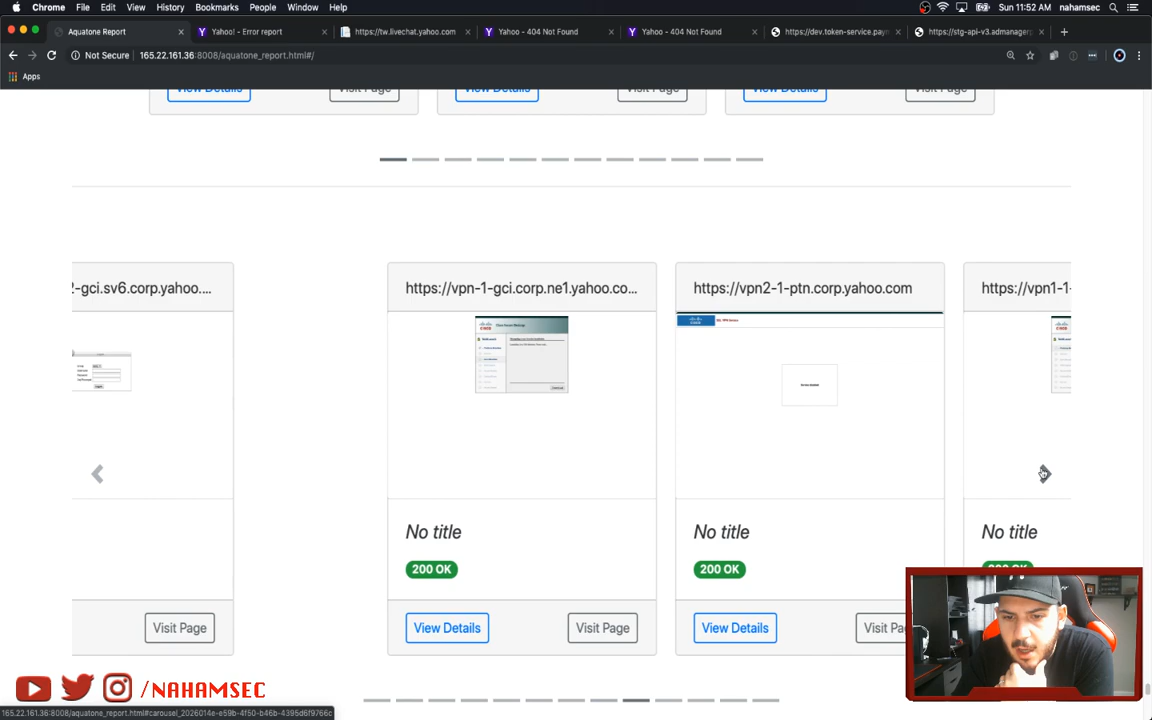 Chrome File Edit View History Bookmarks People Window Help Sun 11:52 AM nahamsec
Aquatone Report Yahoo! - Error report https://tw.livechat.yahoo.com Yahoo - 404 Not Found Yahoo - 404 Not Found https://dev.token-service.paym https://stg-api-v3.admanagerp
Not Secure 165.22.161.36:8008/aquatone_report.html#/
Apps
View Details Visit Page View Details Visit Page View Details Visit Page
2-gci.sv6.corp.yahoo.... https://vpn-1-gci.corp.ne1.yahoo.co... https://vpn2-1-ptn.corp.yahoo.com https://vpn1-1-
No title No title No title
200 OK 200 OK
Visit Page View Details Visit Page View Details Visit Pa
/NAHAMSEC
165.22.161.36:8008/aquatone_report.html#carousel_2026014e-e59b-4f50-b46b-4395d6f9766c